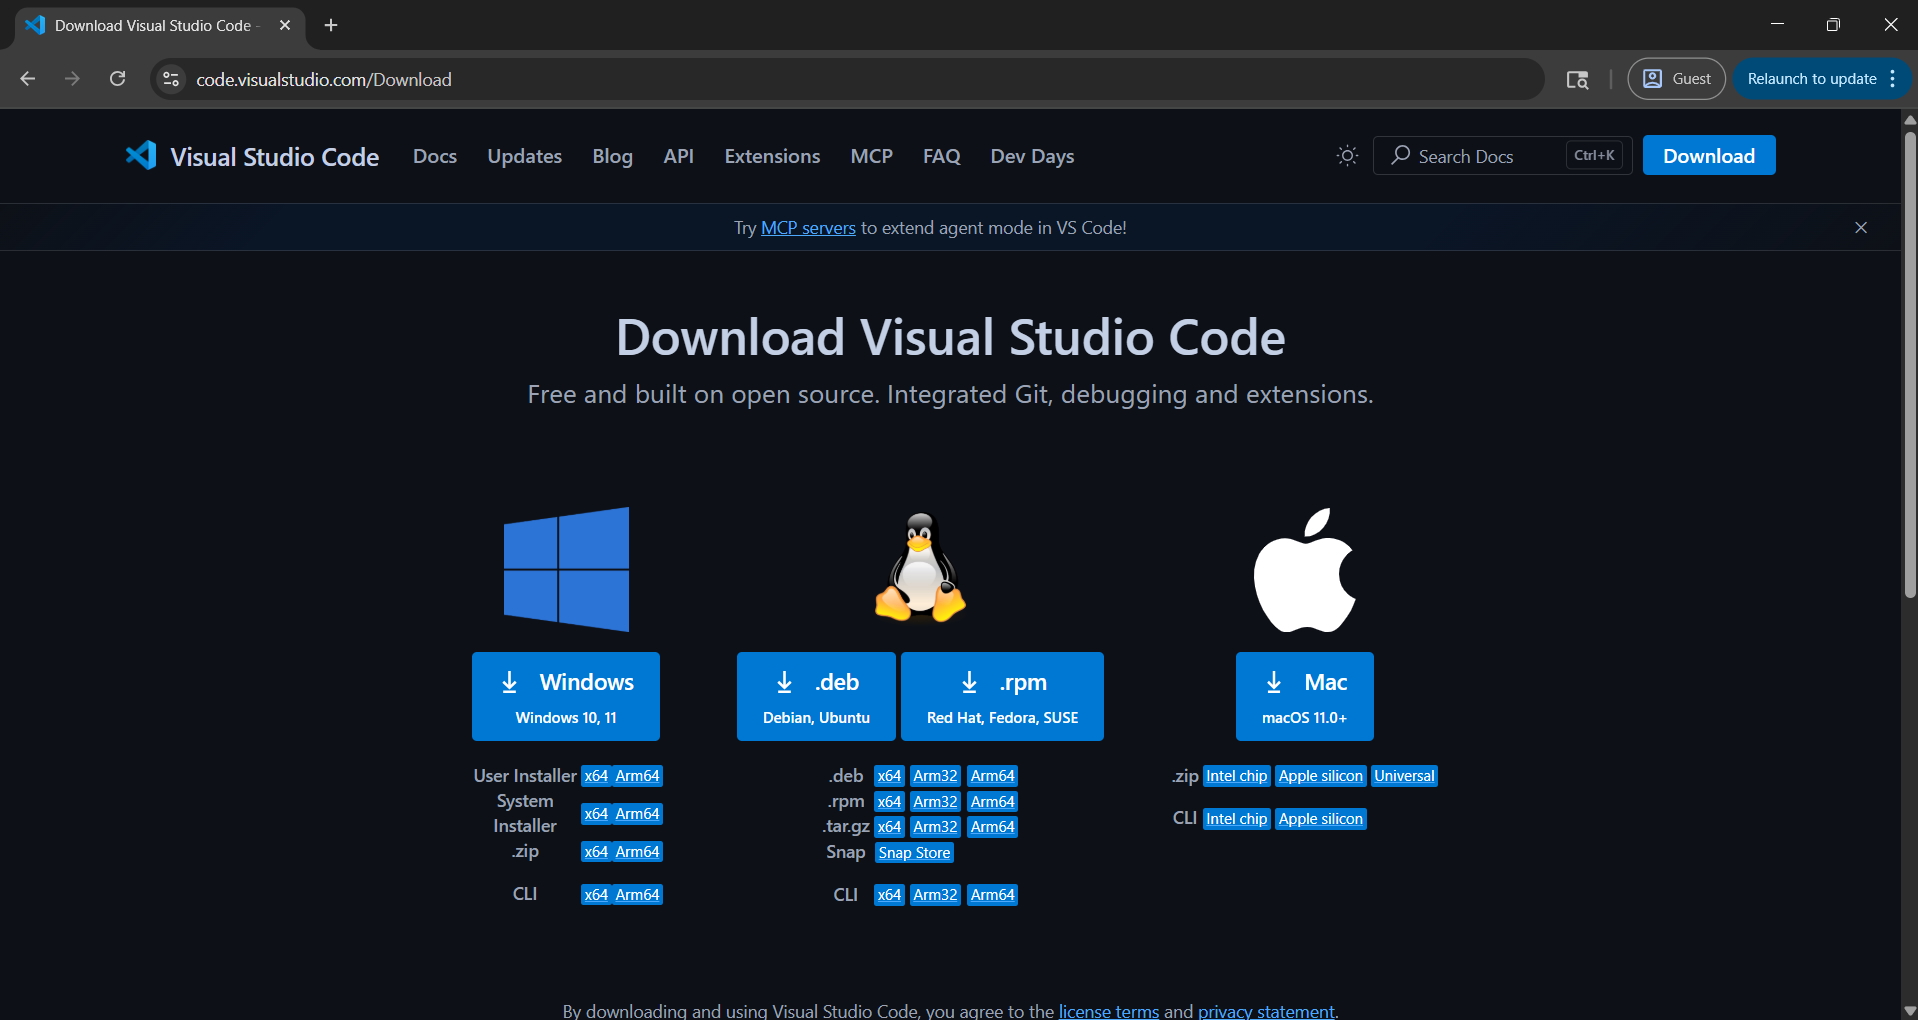 Download Visual Studio Code -
code.visualstudio.com/Download
Guest
Relaunch to update
Visual Studio Code Docs Updates Blog API Extensions MCP FAQ Dev Days Search Docs Ctrl+K Download
Try MCP servers to extend agent mode in VS Code!
Download Visual Studio Code
Free and built on open source. Integrated Git, debugging and extensions.
Windows
Windows 10, 11
User Installer x64 Arm64
System
Installer x64 Arm64
.zip x64 Arm64
CLI x64 Arm64
.deb
Debian, Ubuntu
.rpm
Red Hat, Fedora, SUSE
.deb x64 Arm32 Arm64
.rpm x64 Arm32 Arm64
.tar.gz x64 Arm32 Arm64
Snap Snap Store
CLI x64 Arm32 Arm64
Mac
macOS 11.0+
.zip Intel chip Apple silicon Universal
CLI Intel chip Apple silicon
By downloading and using Visual Studio Code, you agree to the license terms and privacy statement.